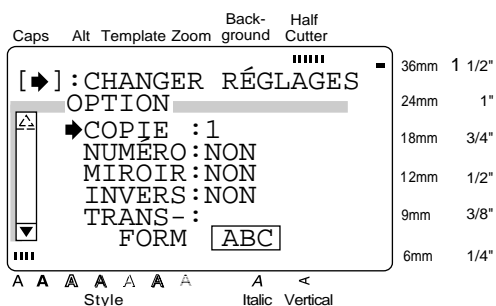 Back-    Half
Caps Alt Template Zoom ground Cutter
[➡]:CHANGER RÉGLAGES
OPTION
➡COPIE :1
NUMÉRO:NON
MIROIR:NON
INVERS:NON
TRANS-:
FORM ABC
36mm 1 1/2"
24mm 1"
18mm 3/4"
12mm 1/2"
9mm 3/8"
6mm 1/4"
A A A A A A A A A
Style Italic Vertical